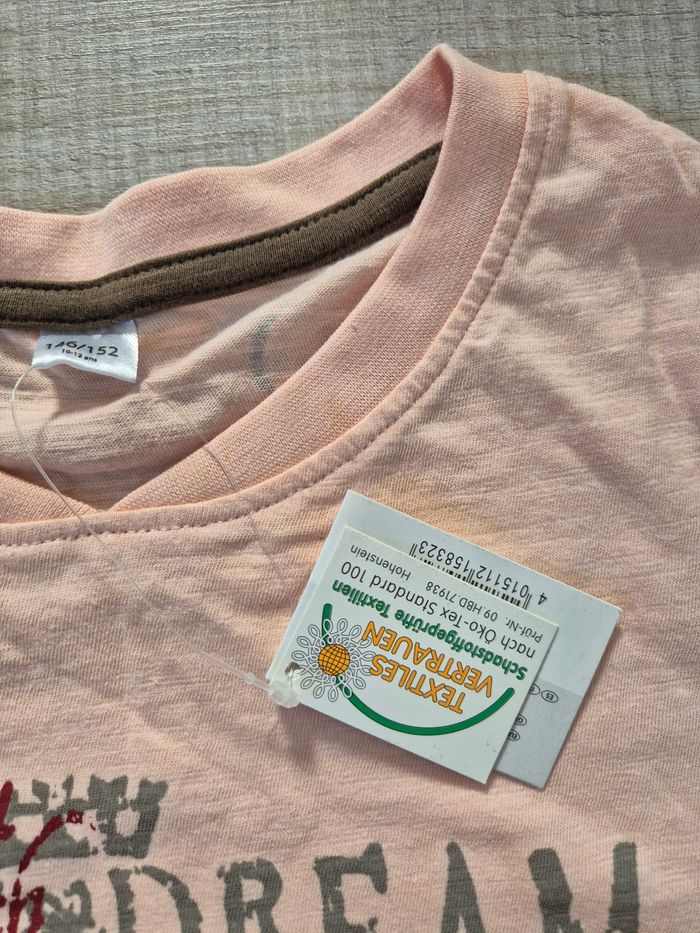 146/152
10-12 ans
TEXTILES
VERTRAUEN
Schadstoffgeprüfte Textilien
nach Öko-Tex Standard 100
Prüf-Nr. 09.HBD.71938 Hohenstein
4 015112 158323
ES
DREAM